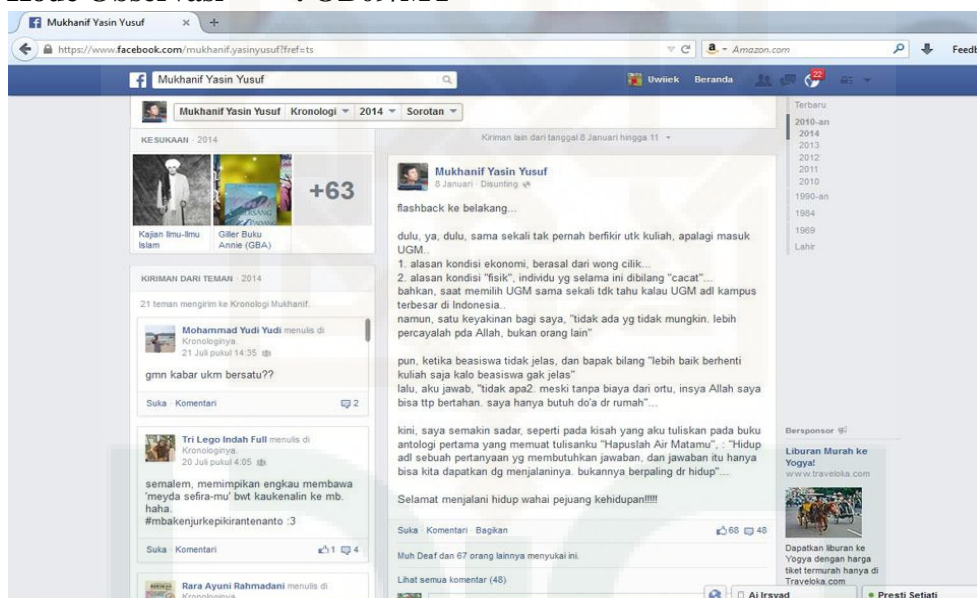 Mukhanif Yasin Yusuf
https://www.facebook.com/mukhanif.yasinyusuf?fref=ts
Amazon.com
Feedb
Mukhanif Yasin Yusuf
Uwiiek
Beranda
22
Mukhanif Yasin Yusuf
Kronologi
2014
Sorotan
KESUKAAN · 2014
+63
Kajian Ilmu-Ilmu Islam
Giller Buku Annie (GBA)
KIRIMAN DARI TEMAN · 2014
21 teman mengirim ke Kronologi Mukhanif.
Mohammad Yudi Yudi menulis di
Kronologinya.
21 Juli pukul 14:35
gmn kabar ukm bersatu??
Suka · Komentari
2
Tri Lego Indah Full menulis di
Kronologinya.
20 Juli pukul 4:05
semalem, memimpikan engkau membawa
'meyda sefira-mu' bwt kaukenalin ke mb.
haha.
#mbakenjurkepikirantenanto :3
Suka · Komentari
1 4
Rara Ayuni Rahmadani menulis di
Kronologinya.
Kiriman lain dari tanggal 8 Januari hingga 11
Mukhanif Yasin Yusuf
8 Januari · Disunting
flashback ke belakang...
dulu, ya, dulu, sama sekali tak pernah berfikir utk kuliah, apalagi masuk
UGM..
1. alasan kondisi ekonomi, berasal dari wong cilik...
2. alasan kondisi "fisik", individu yg selama ini dibilang "cacat"...
bahkan, saat memilih UGM sama sekali tdk tahu kalau UGM adl kampus
terbesar di Indonesia..
namun, satu keyakinan bagi saya, "tidak ada yg tidak mungkin. lebih
percayalah pda Allah, bukan orang lain"
pun, ketika beasiswa tidak jelas, dan bapak bilang "lebih baik berhenti
kuliah saja kalo beasiswa gak jelas"
lalu, aku jawab, "tidak apa2. meski tanpa biaya dari ortu, insya Allah saya
bisa ttp bertahan. saya hanya butuh do'a dr rumah"...
kini, saya semakin sadar, seperti pada kisah yang aku tuliskan pada buku
antologi pertama yang memuat tulisanku "Hapuslah Air Matamu", : "Hidup
adl sebuah pertanyaan yg membutuhkan jawaban, dan jawaban itu hanya
bisa kita dapatkan dg menjalaninya. bukannya berpaling dr hidup"...
Selamat menjalani hidup wahai pejuang kehidupan!!!!!
Suka · Komentari · Bagikan
68 48
Muh Deaf dan 67 orang lainnya menyukai ini.
Lihat semua komentar (48)
Terbaru
2010-an
2014
2013
2012
2011
2010
1990-an
1984
1969
Lahir
Bersponsor
Liburan Murah ke
Yogya!
www.traveloka.com
Dapatkan liburan ke
Yogya dengan harga
tiket termurah hanya di
Traveloka.com
Ai Irsyad
Presti Setiati